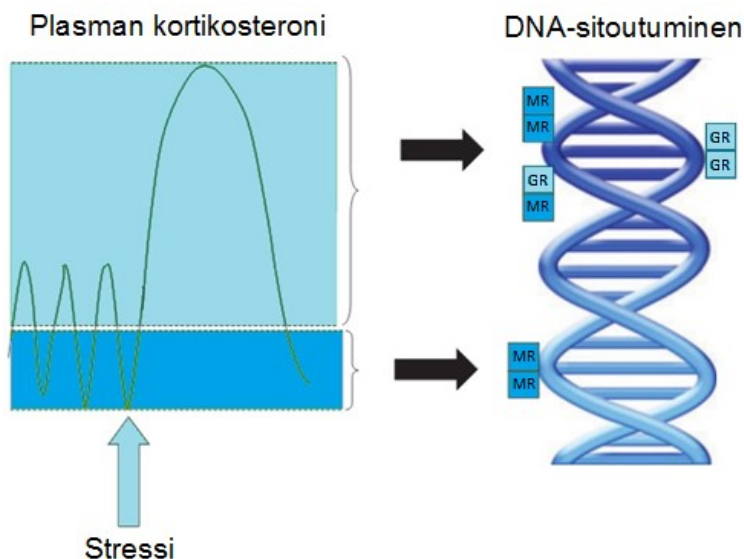 Plasman kortikosteroni
DNA-sitoutuminen
MR
MR
GR
GR
GR
MR
MR
MR
Stressi